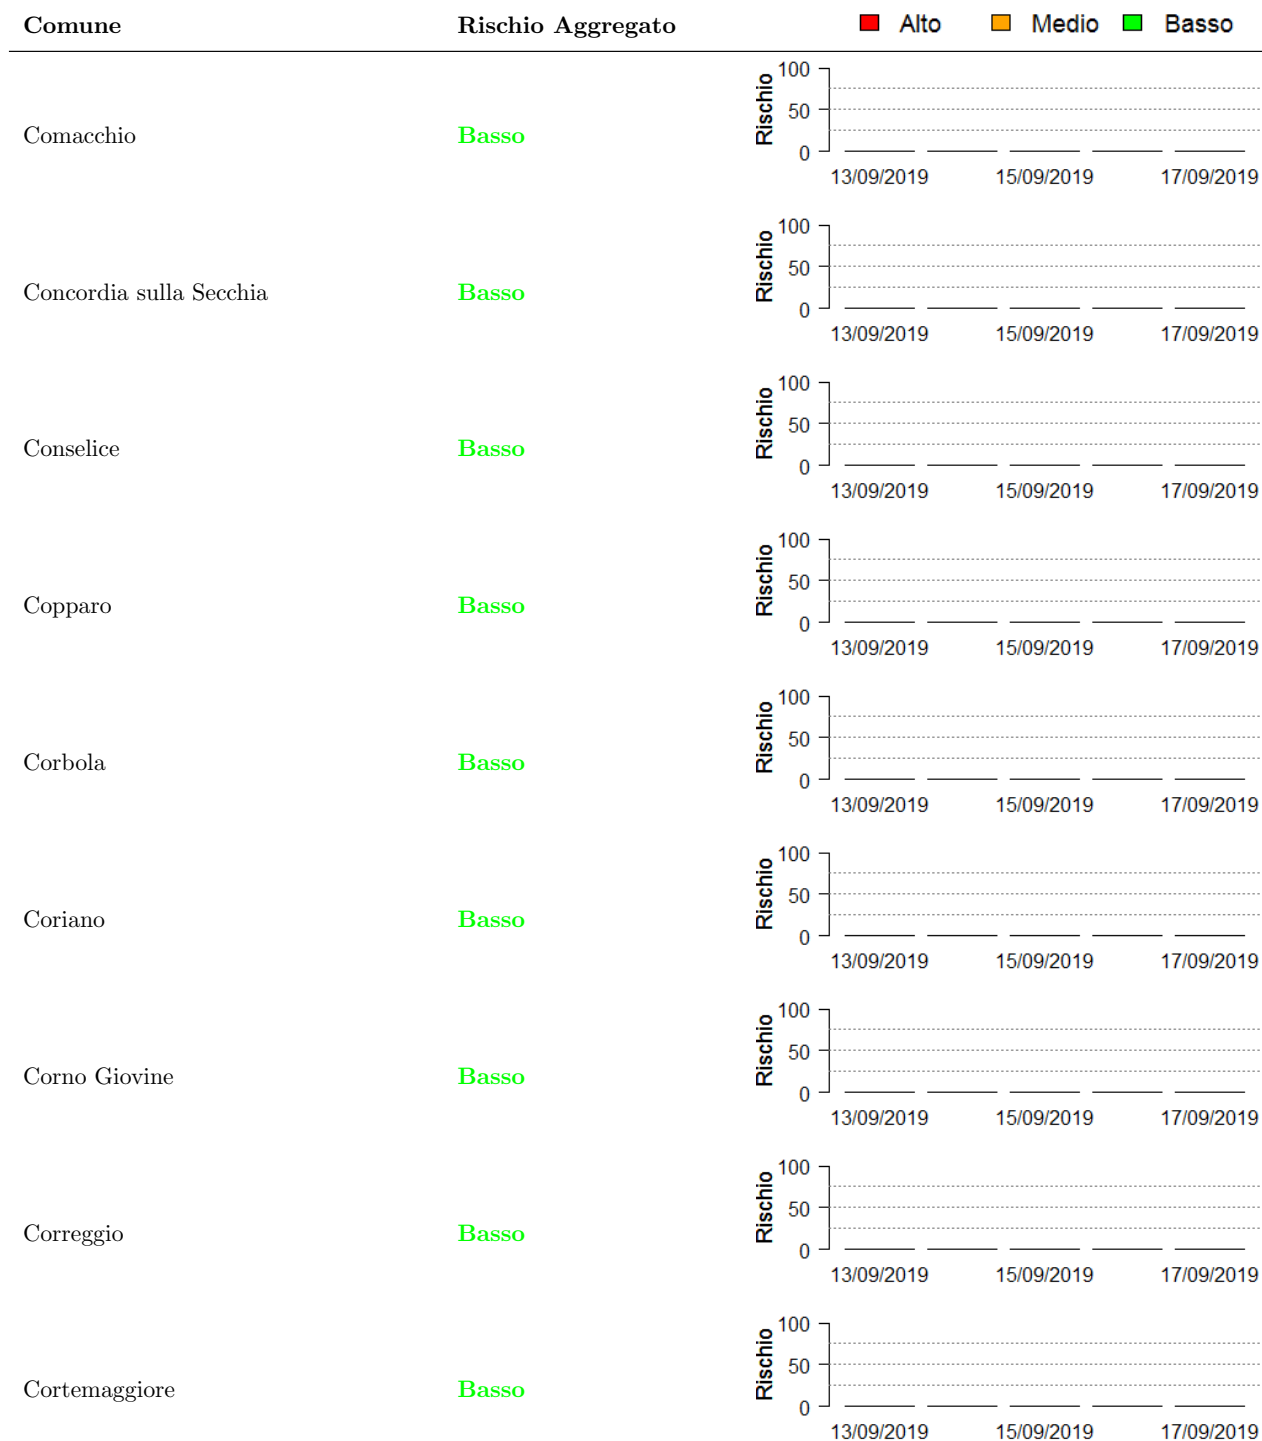 Comune Rischio Aggregato Alto Medio Basso
Comacchio Basso
Rischio
100
50
0
13/09/2019 15/09/2019 17/09/2019
Concordia sulla Secchia Basso
Rischio
100
50
0
13/09/2019 15/09/2019 17/09/2019
Conselice Basso
Rischio
100
50
0
13/09/2019 15/09/2019 17/09/2019
Copparo Basso
Rischio
100
50
0
13/09/2019 15/09/2019 17/09/2019
Corbola Basso
Rischio
100
50
0
13/09/2019 15/09/2019 17/09/2019
Coriano Basso
Rischio
100
50
0
13/09/2019 15/09/2019 17/09/2019
Corno Giovine Basso
Rischio
100
50
0
13/09/2019 15/09/2019 17/09/2019
Correggio Basso
Rischio
100
50
0
13/09/2019 15/09/2019 17/09/2019
Cortemaggiore Basso
Rischio
100
50
0
13/09/2019 15/09/2019 17/09/2019